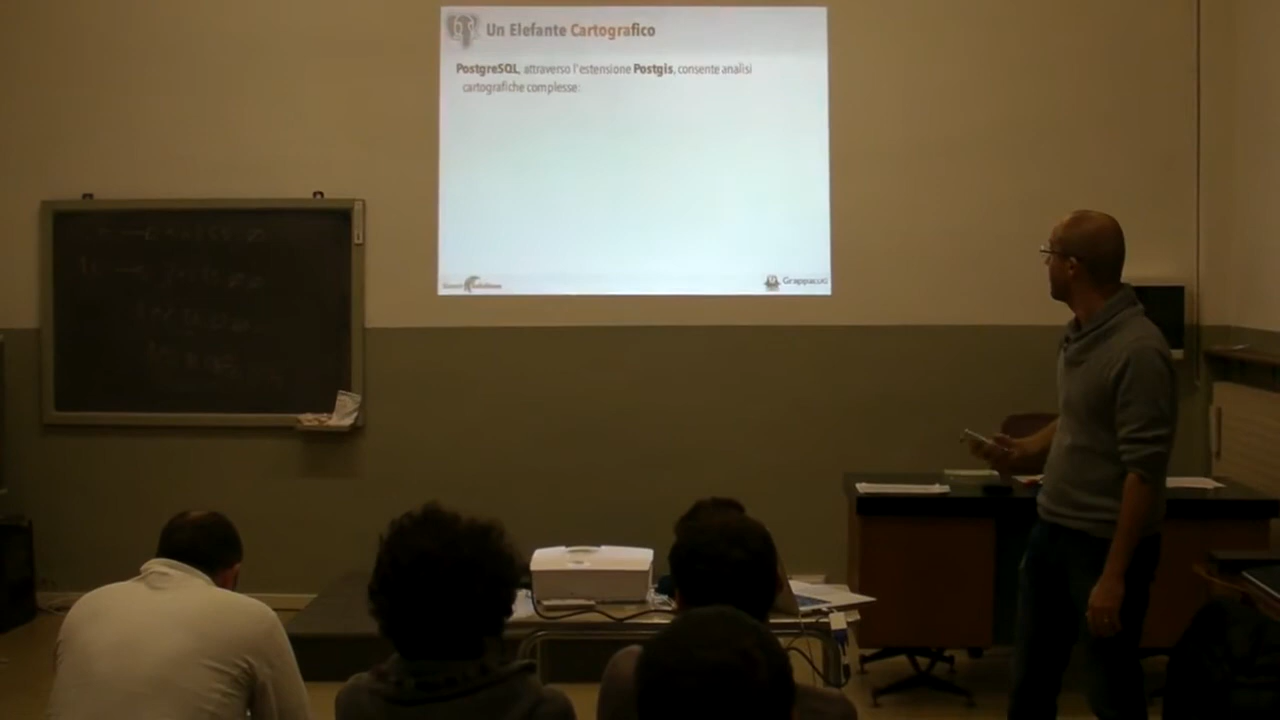 Un Elefante Cartografico
PostgreSQL, attraverso l'estensione Postgis, consente analisi
cartografiche complesse:
GrappaLUG